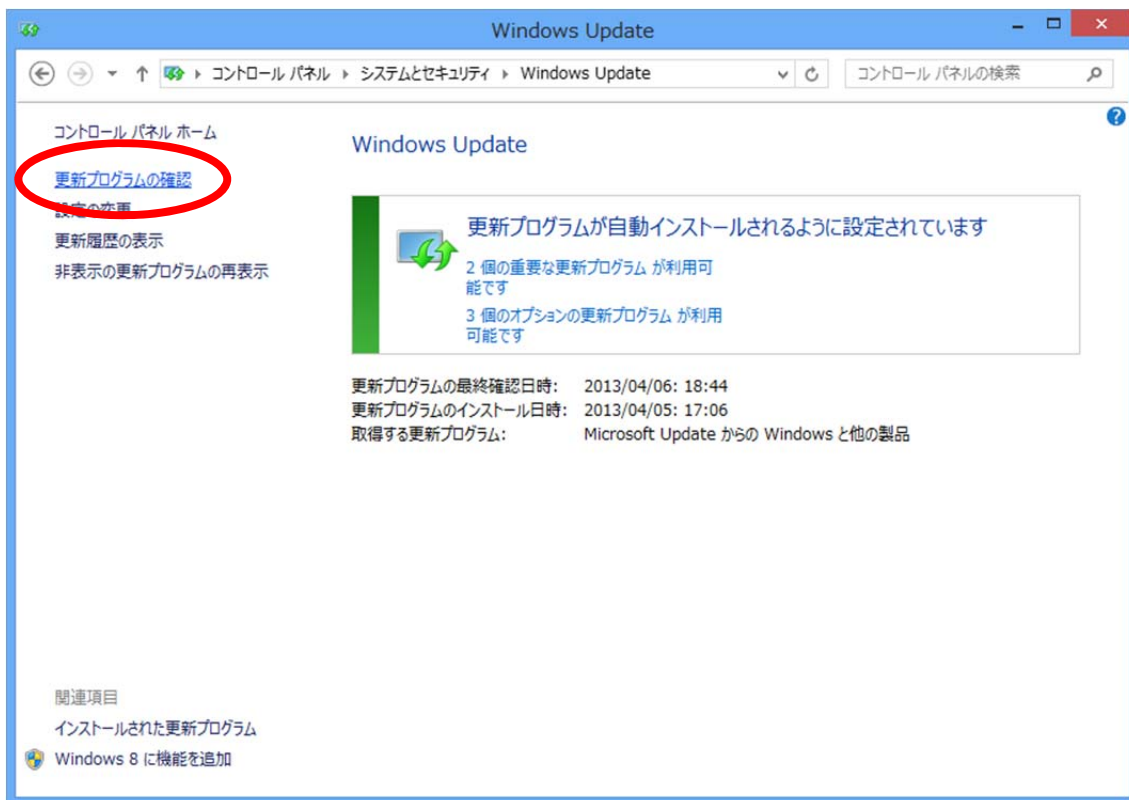 Windows Update
コントロール パネル ▸ システムとセキュリティ ▸ Windows Update
コントロール パネルの検索
コントロール パネル ホーム
更新プログラムの確認
設定の変更
更新履歴の表示
非表示の更新プログラムの再表示
Windows Update
更新プログラムが自動インストールされるように設定されています
2 個の重要な更新プログラム が利用可
能です
3 個のオプションの更新プログラム が利用
可能です
更新プログラムの最終確認日時: 2013/04/06: 18:44
更新プログラムのインストール日時: 2013/04/05: 17:06
取得する更新プログラム: Microsoft Update からの Windows と他の製品
関連項目
インストールされた更新プログラム
Windows 8 に機能を追加